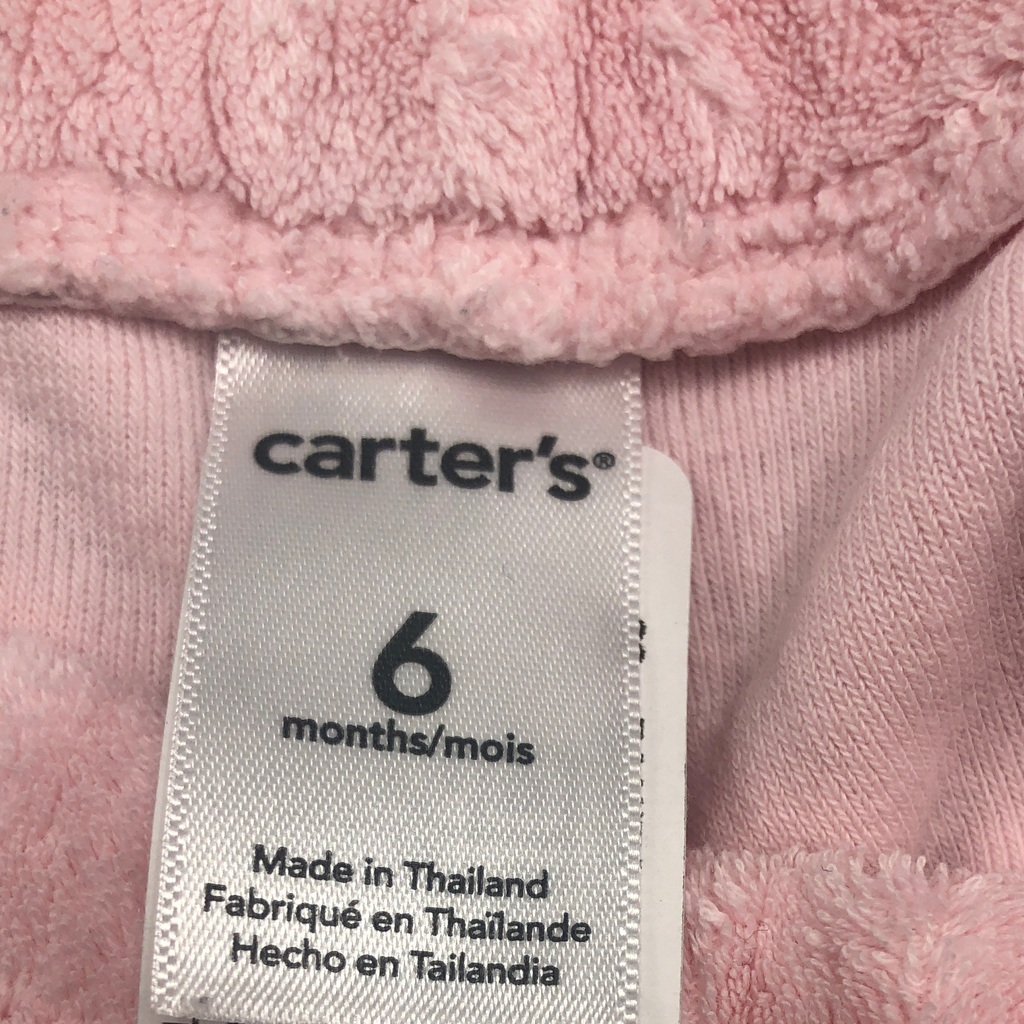 carter's®
6
months/mois
Made in Thailand
Fabriqué en Thaïlande
Hecho en Tailandia